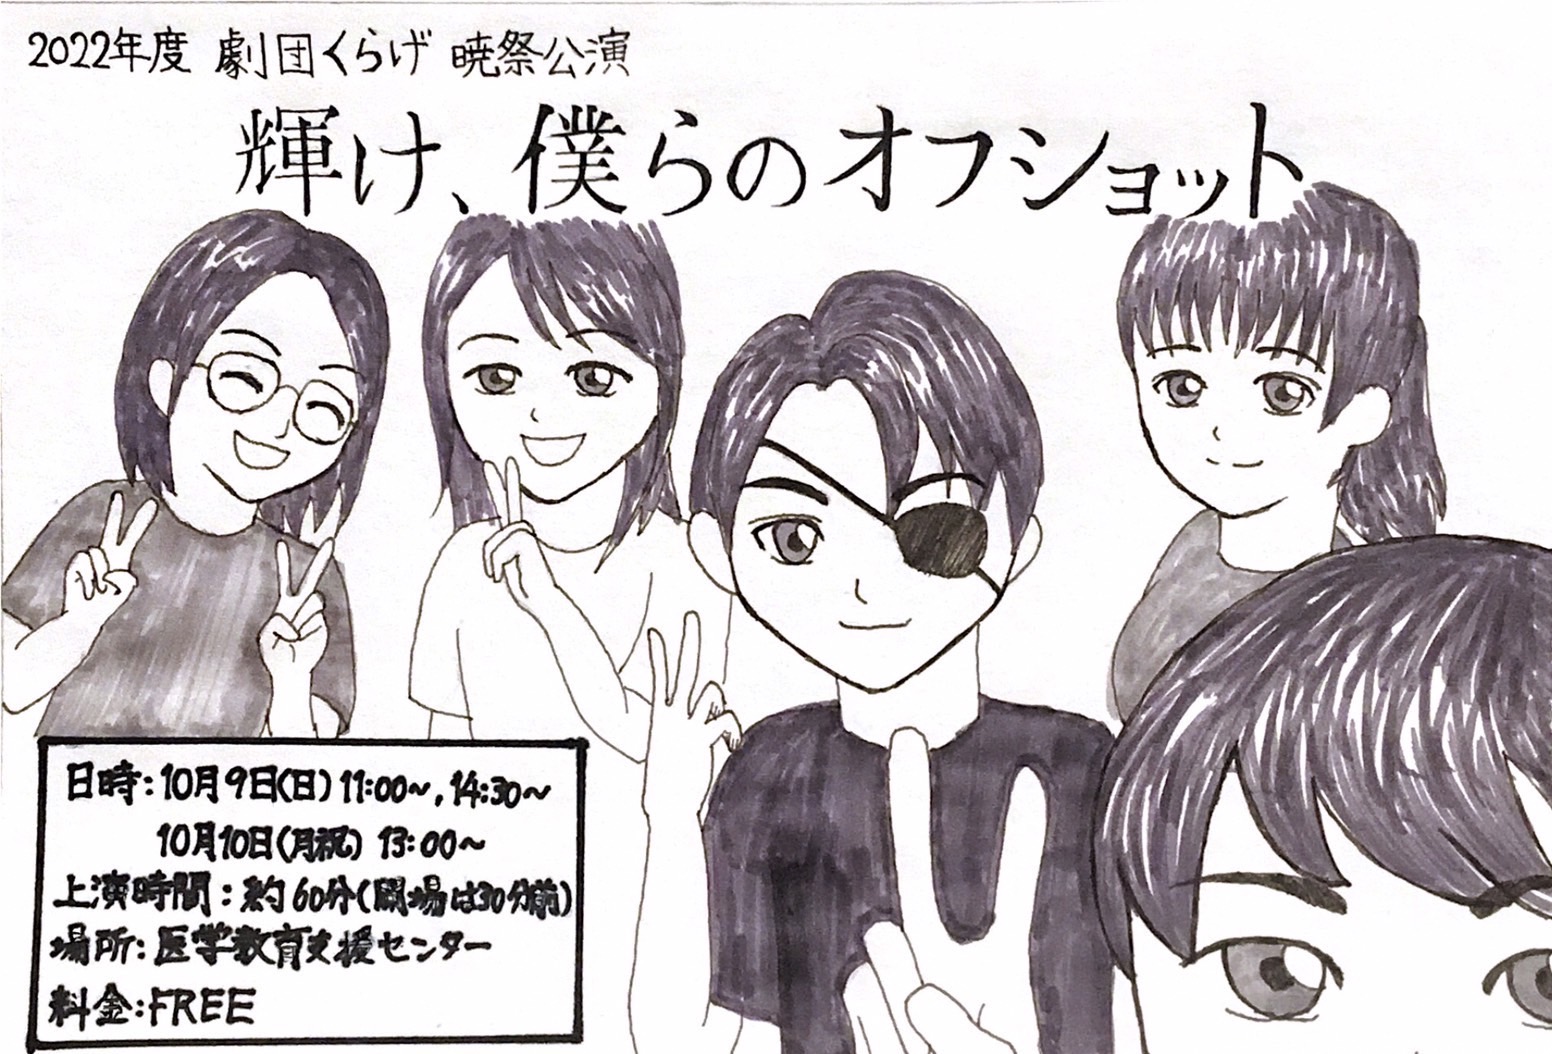 2022年度 劇団くらげ 暁祭公演
輝け、僕らのオフショット
日時:10月9日(日)11:00~,14:30~
10月10日(月祝) 13:00~
上演時間:約60分(開場は30分前)
場所:医学教育支援センター
料金:FREE